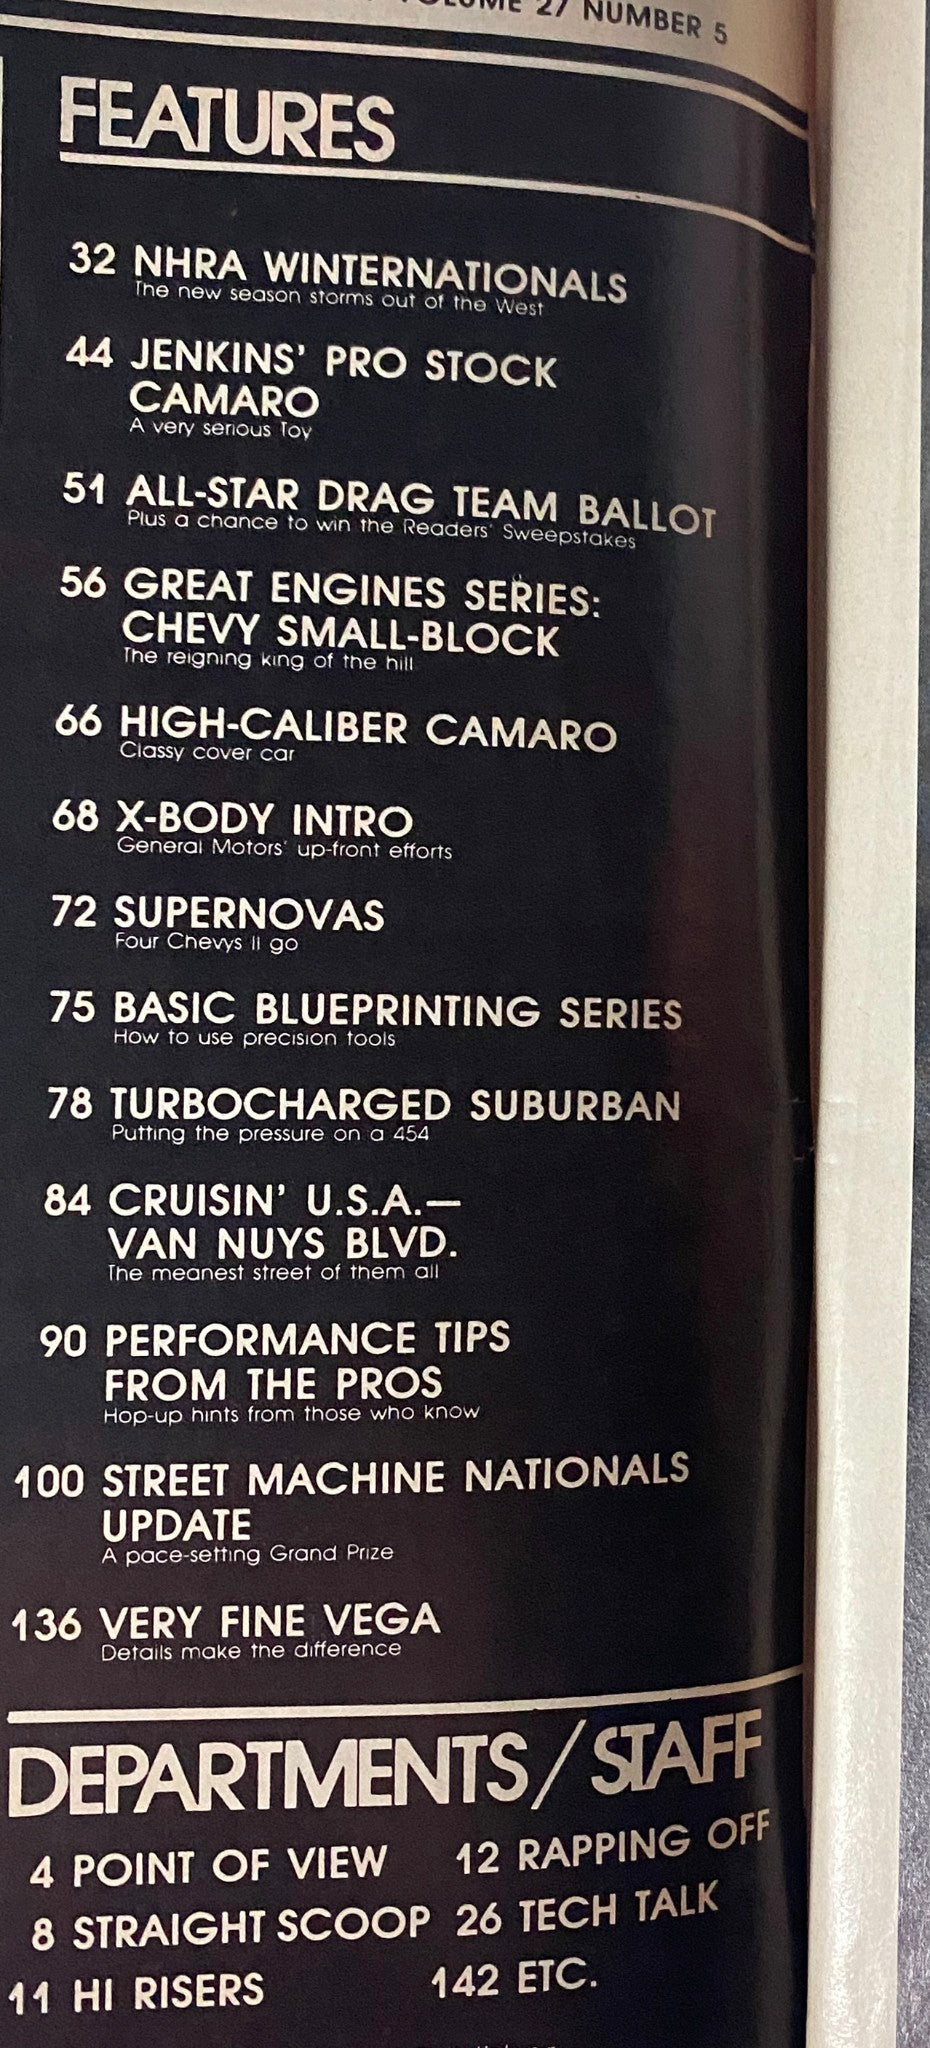 VOLUME 27 NUMBER 5
FEATURES
32 NHRA WINTERNATIONALS
The new season storms out of the West
44 JENKINS' PRO STOCK
CAMARO
A very serious Toy
51 ALL-STAR DRAG TEAM BALLOT
Plus a chance to win the Readers' Sweepstakes
56 GREAT ENGINES SERIES:
CHEVY SMALL-BLOCK
The reigning king of the hill
66 HIGH-CALIBER CAMARO
Classy cover car
68 X-BODY INTRO
General Motors' up-front efforts
72 SUPERNOVAS
Four Chevys II go
75 BASIC BLUEPRINTING SERIES
How to use precision tools
78 TURBOCHARGED SUBURBAN
Putting the pressure on a 454
84 CRUISIN' U.S.A.—
VAN NUYS BLVD.
The meanest street of them all
90 PERFORMANCE TIPS
FROM THE PROS
Hop-up hints from those who know
100 STREET MACHINE NATIONALS
UPDATE
A pace-setting Grand Prize
136 VERY FINE VEGA
Details make the difference
DEPARTMENTS/STAFF
4 POINT OF VIEW
8 STRAIGHT SCOOP
11 HI RISERS
12 RAPPING OFF
26 TECH TALK
142 ETC.